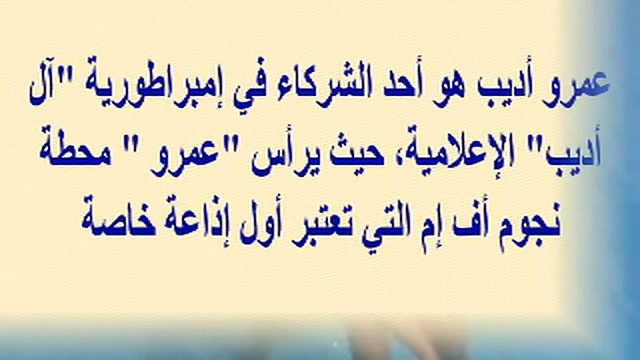 عمرو أديب هو أحد الشركاء في إمبراطورية "آل
أديب" الإعلامية، حيث يرأس "عمرو " محطة
نجوم أف إم التي تعتبر أول إذاعة خاصة